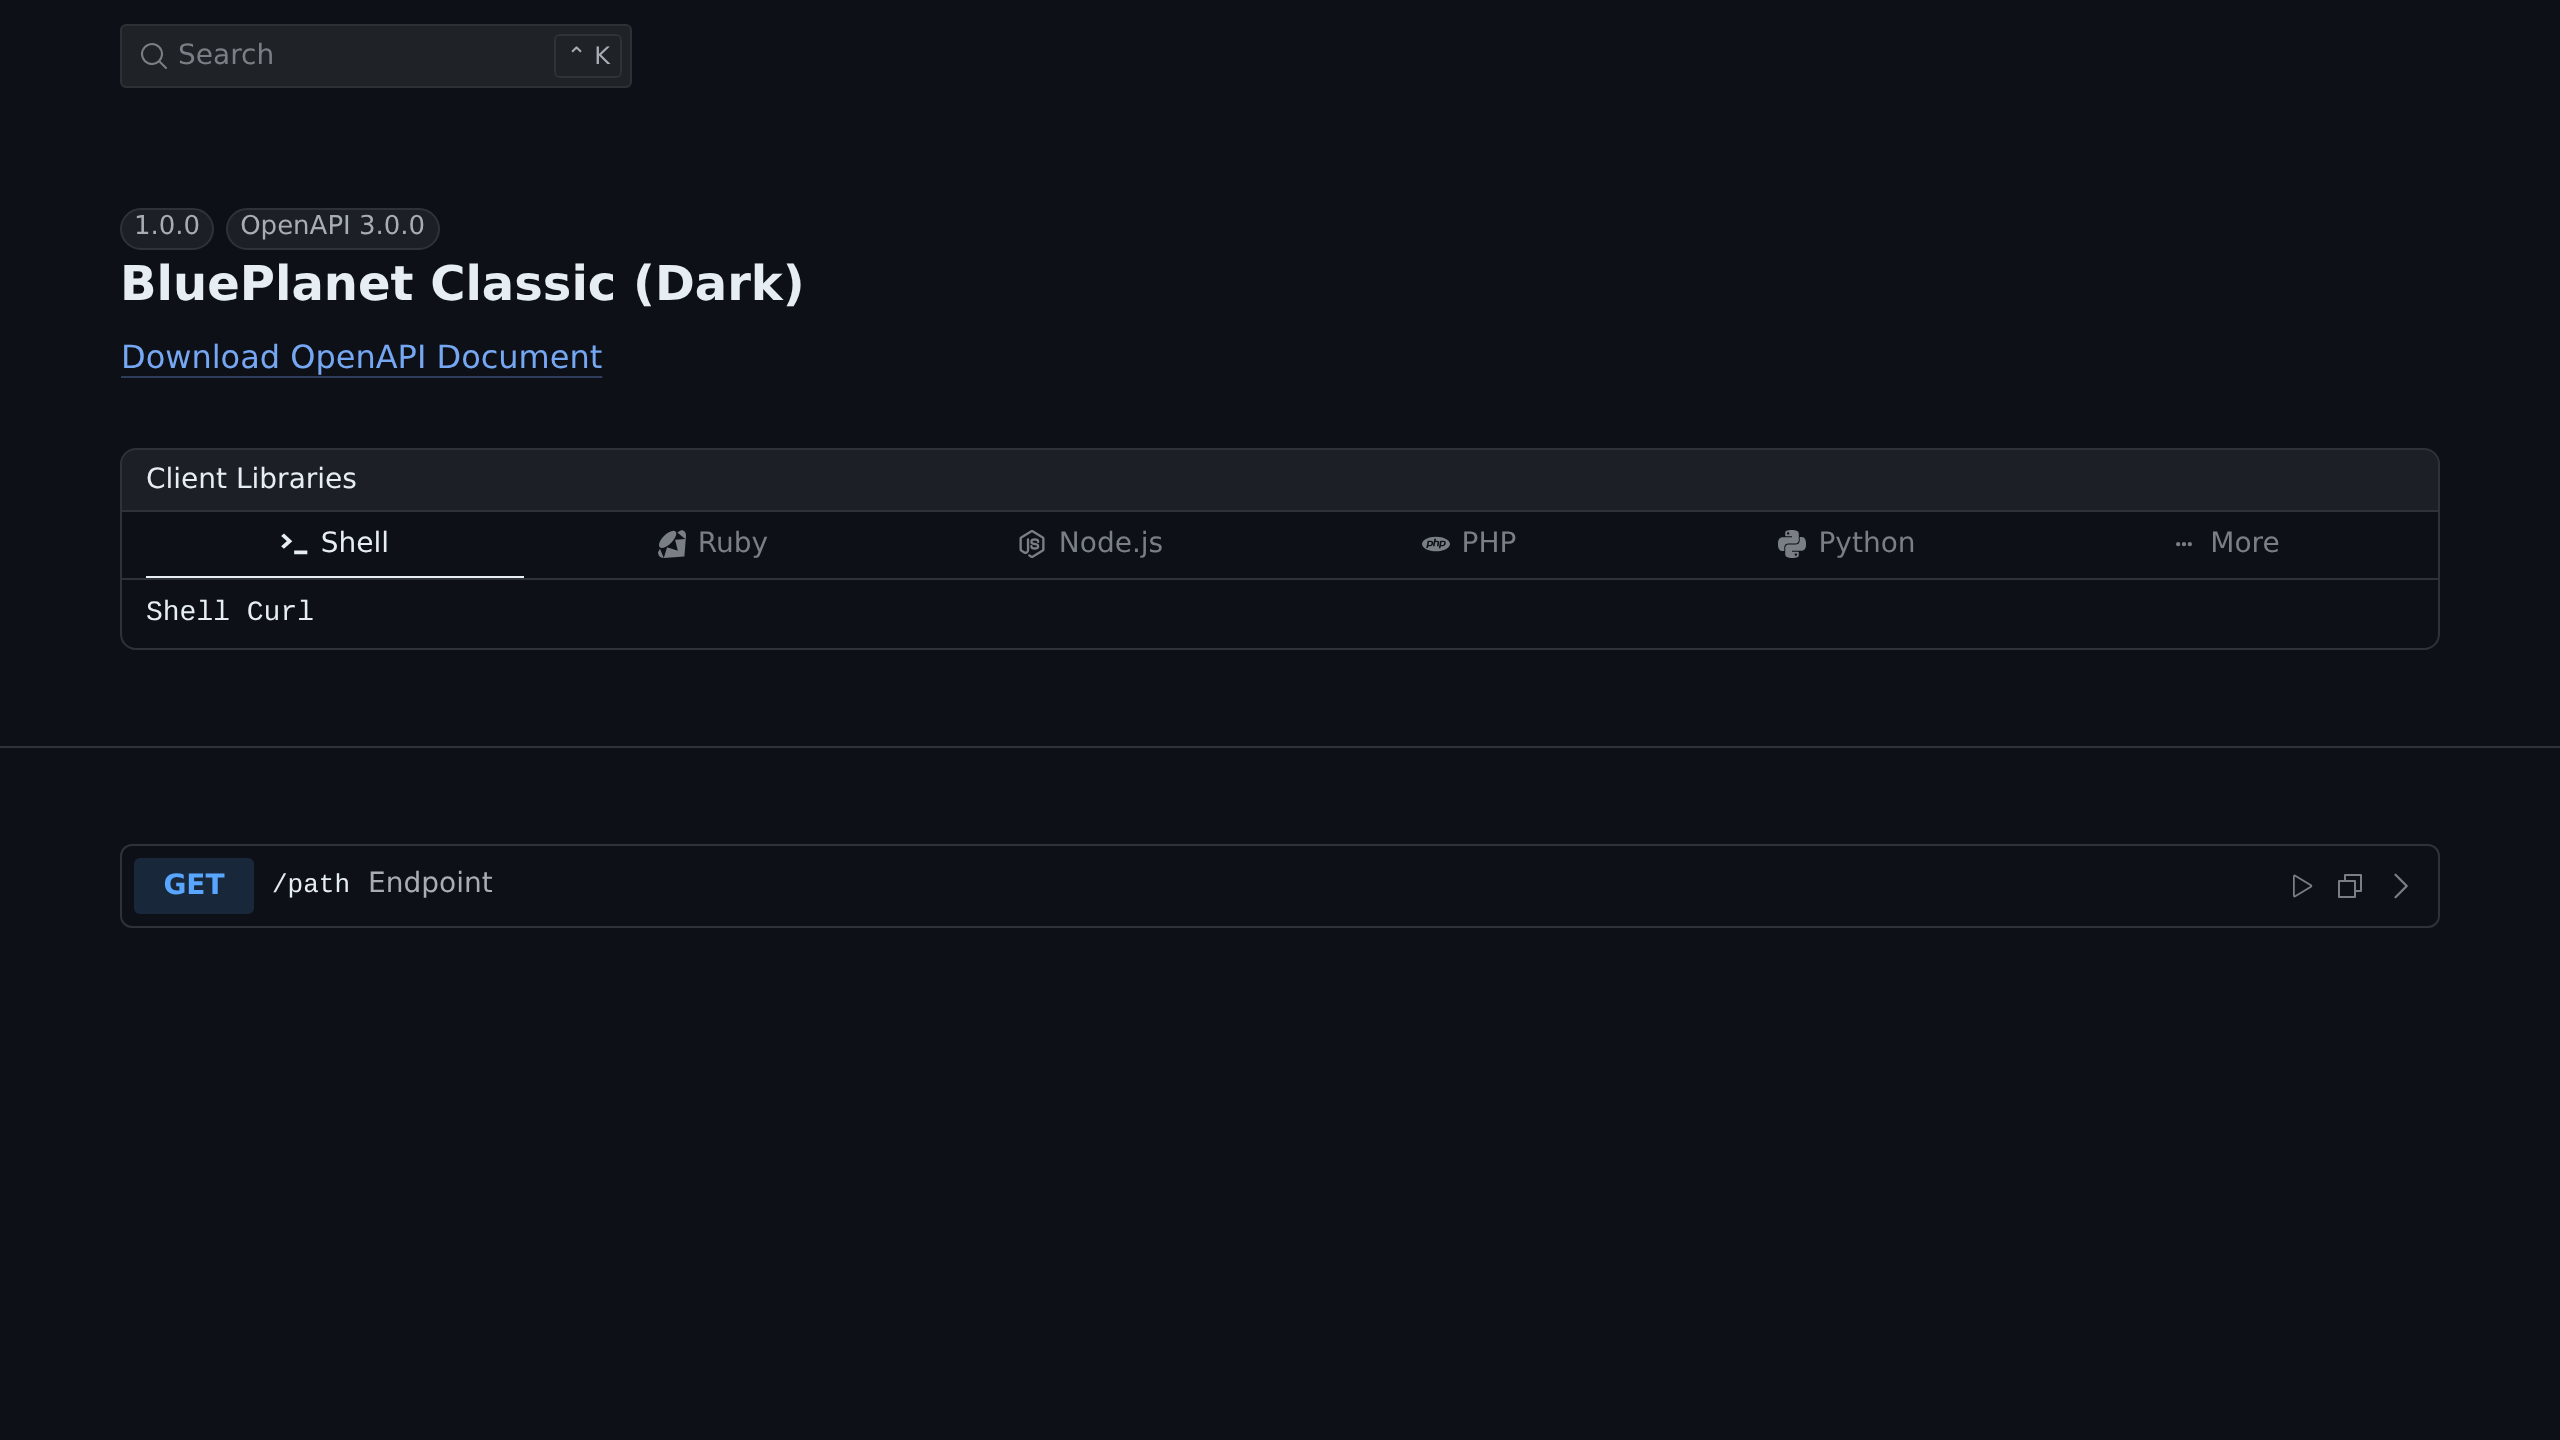 Search ⌃ K
1.0.0 OpenAPI 3.0.0
BluePlanet Classic (Dark)
Download OpenAPI Document
Client Libraries
Shell Ruby Node.js PHP Python More
Shell Curl
GET /path Endpoint